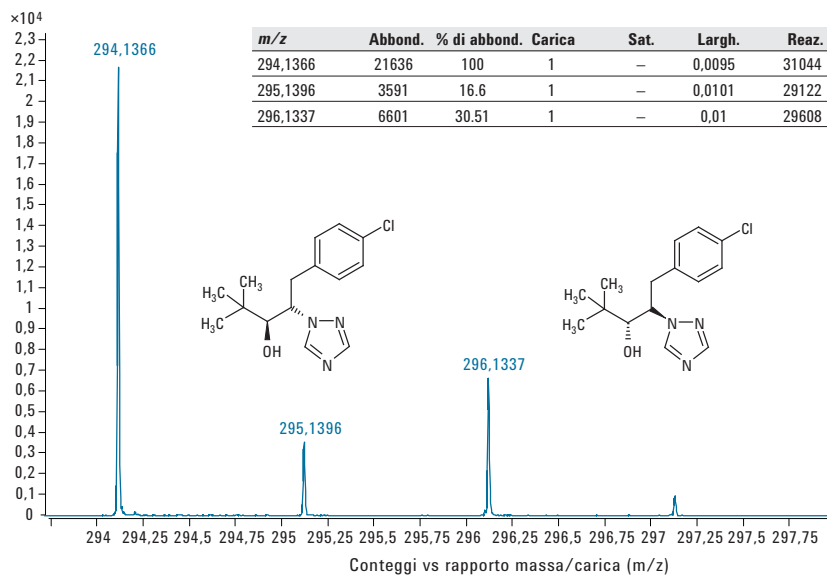 ×10⁴
2,3
2,2
2,1
2
1,9
1,8
1,7
1,6
1,5
1,4
1,3
1,2
1,1
1
0,9
0,8
0,7
0,6
0,5
0,4
0,3
0,2
0,1
0
294,1366
m/z Abbond. % di abbond. Carica Sat. Largh. Reaz.
294,1366 21636 100 1 – 0,0095 31044
295,1396 3591 16.6 1 – 0,0101 29122
296,1337 6601 30.51 1 – 0,01 29608
Cl
CH₃
H₃C
H₃C
OH
N
N
N
Cl
CH₃
H₃C
H₃C
OH
N
N
N
295,1396
296,1337
294 294,25 294,5 294,75 295 295,25 295,5 295,75 296 296,25 296,5 296,75 297 297,25 297,5 297,75
Conteggi vs rapporto massa/carica (m/z)